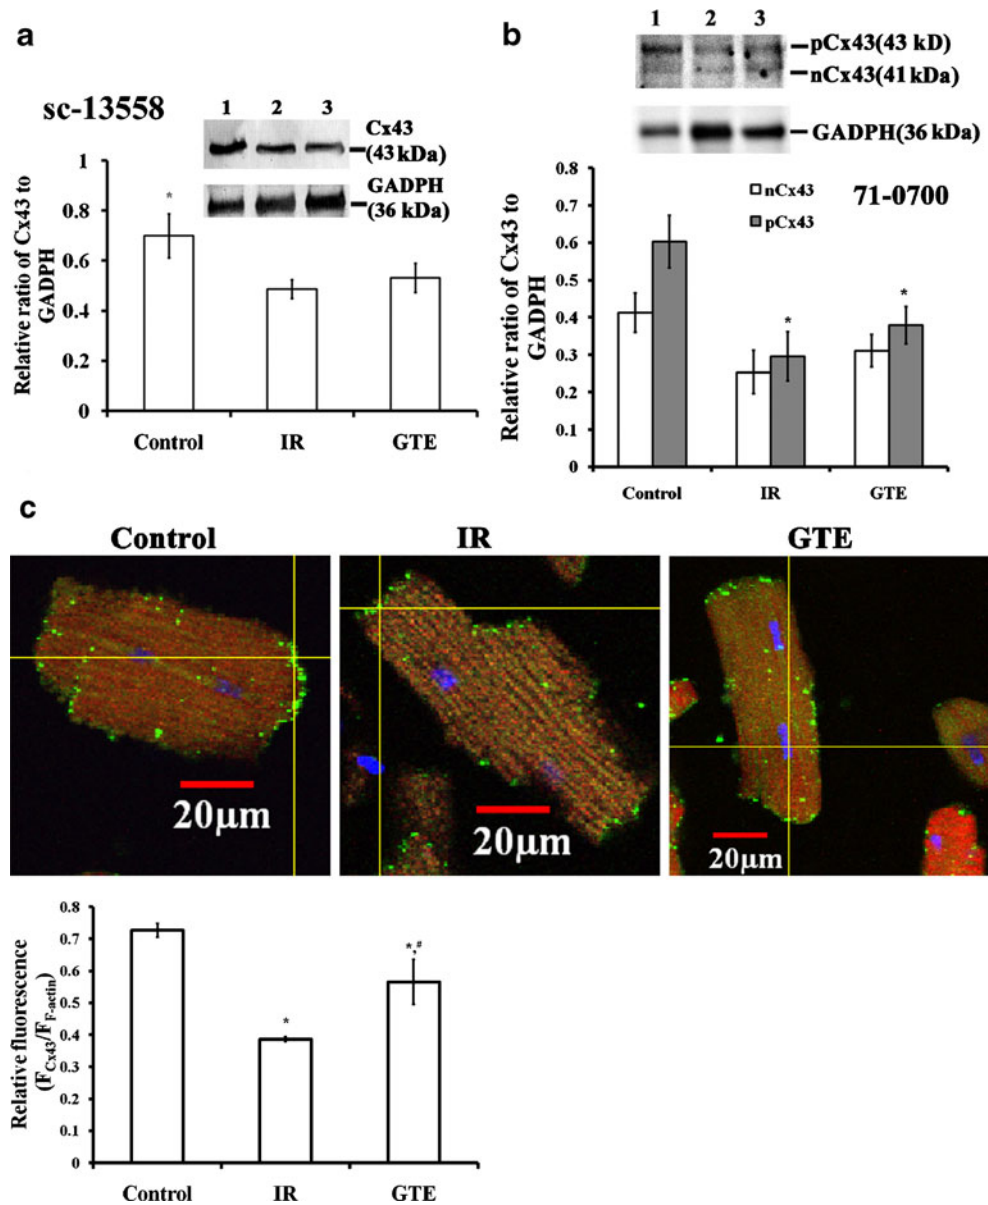 a
sc-13558
1 2 3
Cx43
(43 kDa)
GADPH
(36 kDa)
Relative ratio of Cx43 to
GADPH
1
0.8
0.6
0.4
0.2
0
*
Control IR GTE
b
1 2 3
pCx43(43 kD)
nCx43(41kDa)
GADPH(36 kDa)
71-0700
nCx43
pCx43
Relative ratio of Cx43 to
GADPH
0.8
0.7
0.6
0.5
0.4
0.3
0.2
0.1
0
*
*
Control IR GTE
c
Control IR GTE
20μm
20μm
20μm
Relative fluorescence
(FCx43/FF-actin)
0.8
0.7
0.6
0.5
0.4
0.3
0.2
0.1
0
*
*,#
Control IR GTE